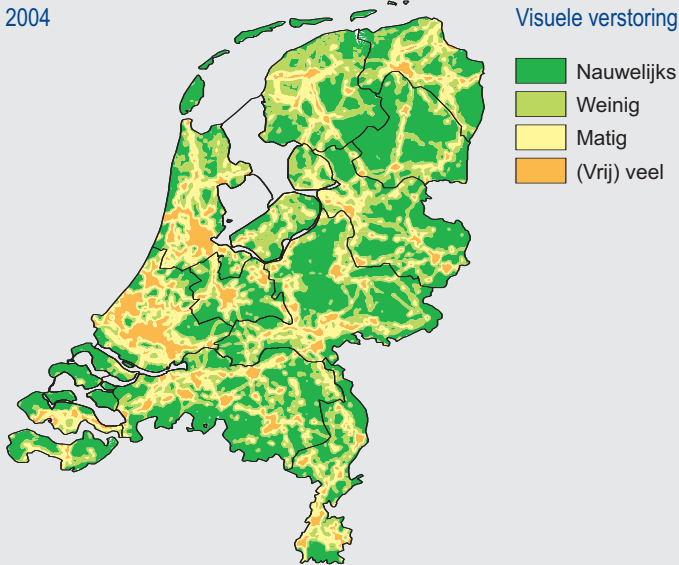 2004
Visuele verstoring
Nauwelijks
Weinig
Matig
(Vrij) veel